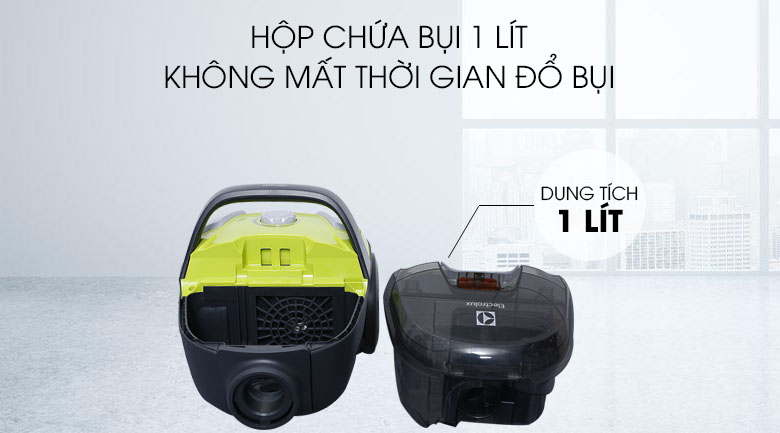 HỘP CHỨA BỤI 1 LÍT
KHÔNG MẤT THỜI GIAN ĐỔ BỤI
DUNG TÍCH
1 LÍT
Electrolux